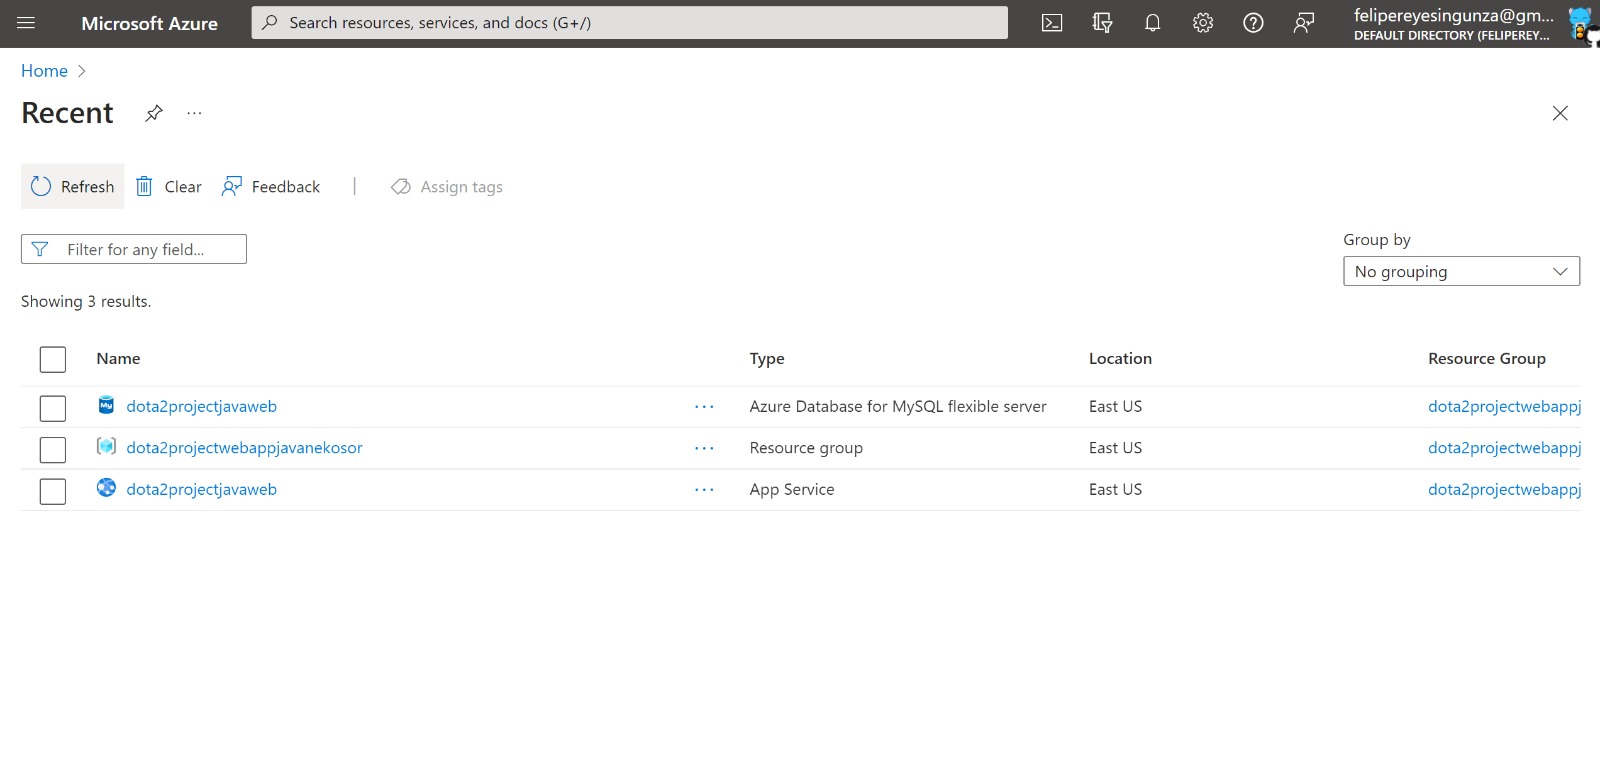 Microsoft Azure
Search resources, services, and docs (G+/)
felipereyesingunza@gm...
DEFAULT DIRECTORY (FELIPEREY...
Home
Recent
...
Refresh
Clear
Feedback
Assign tags
Filter for any field...
Group by
No grouping
Showing 3 results.
Name Type Location Resource Group
My dota2projectjavaweb ... Azure Database for MySQL flexible server East US dota2projectwebappj
dota2projectwebappjavanekosor ... Resource group East US dota2projectwebappj
dota2projectjavaweb ... App Service East US dota2projectwebappj